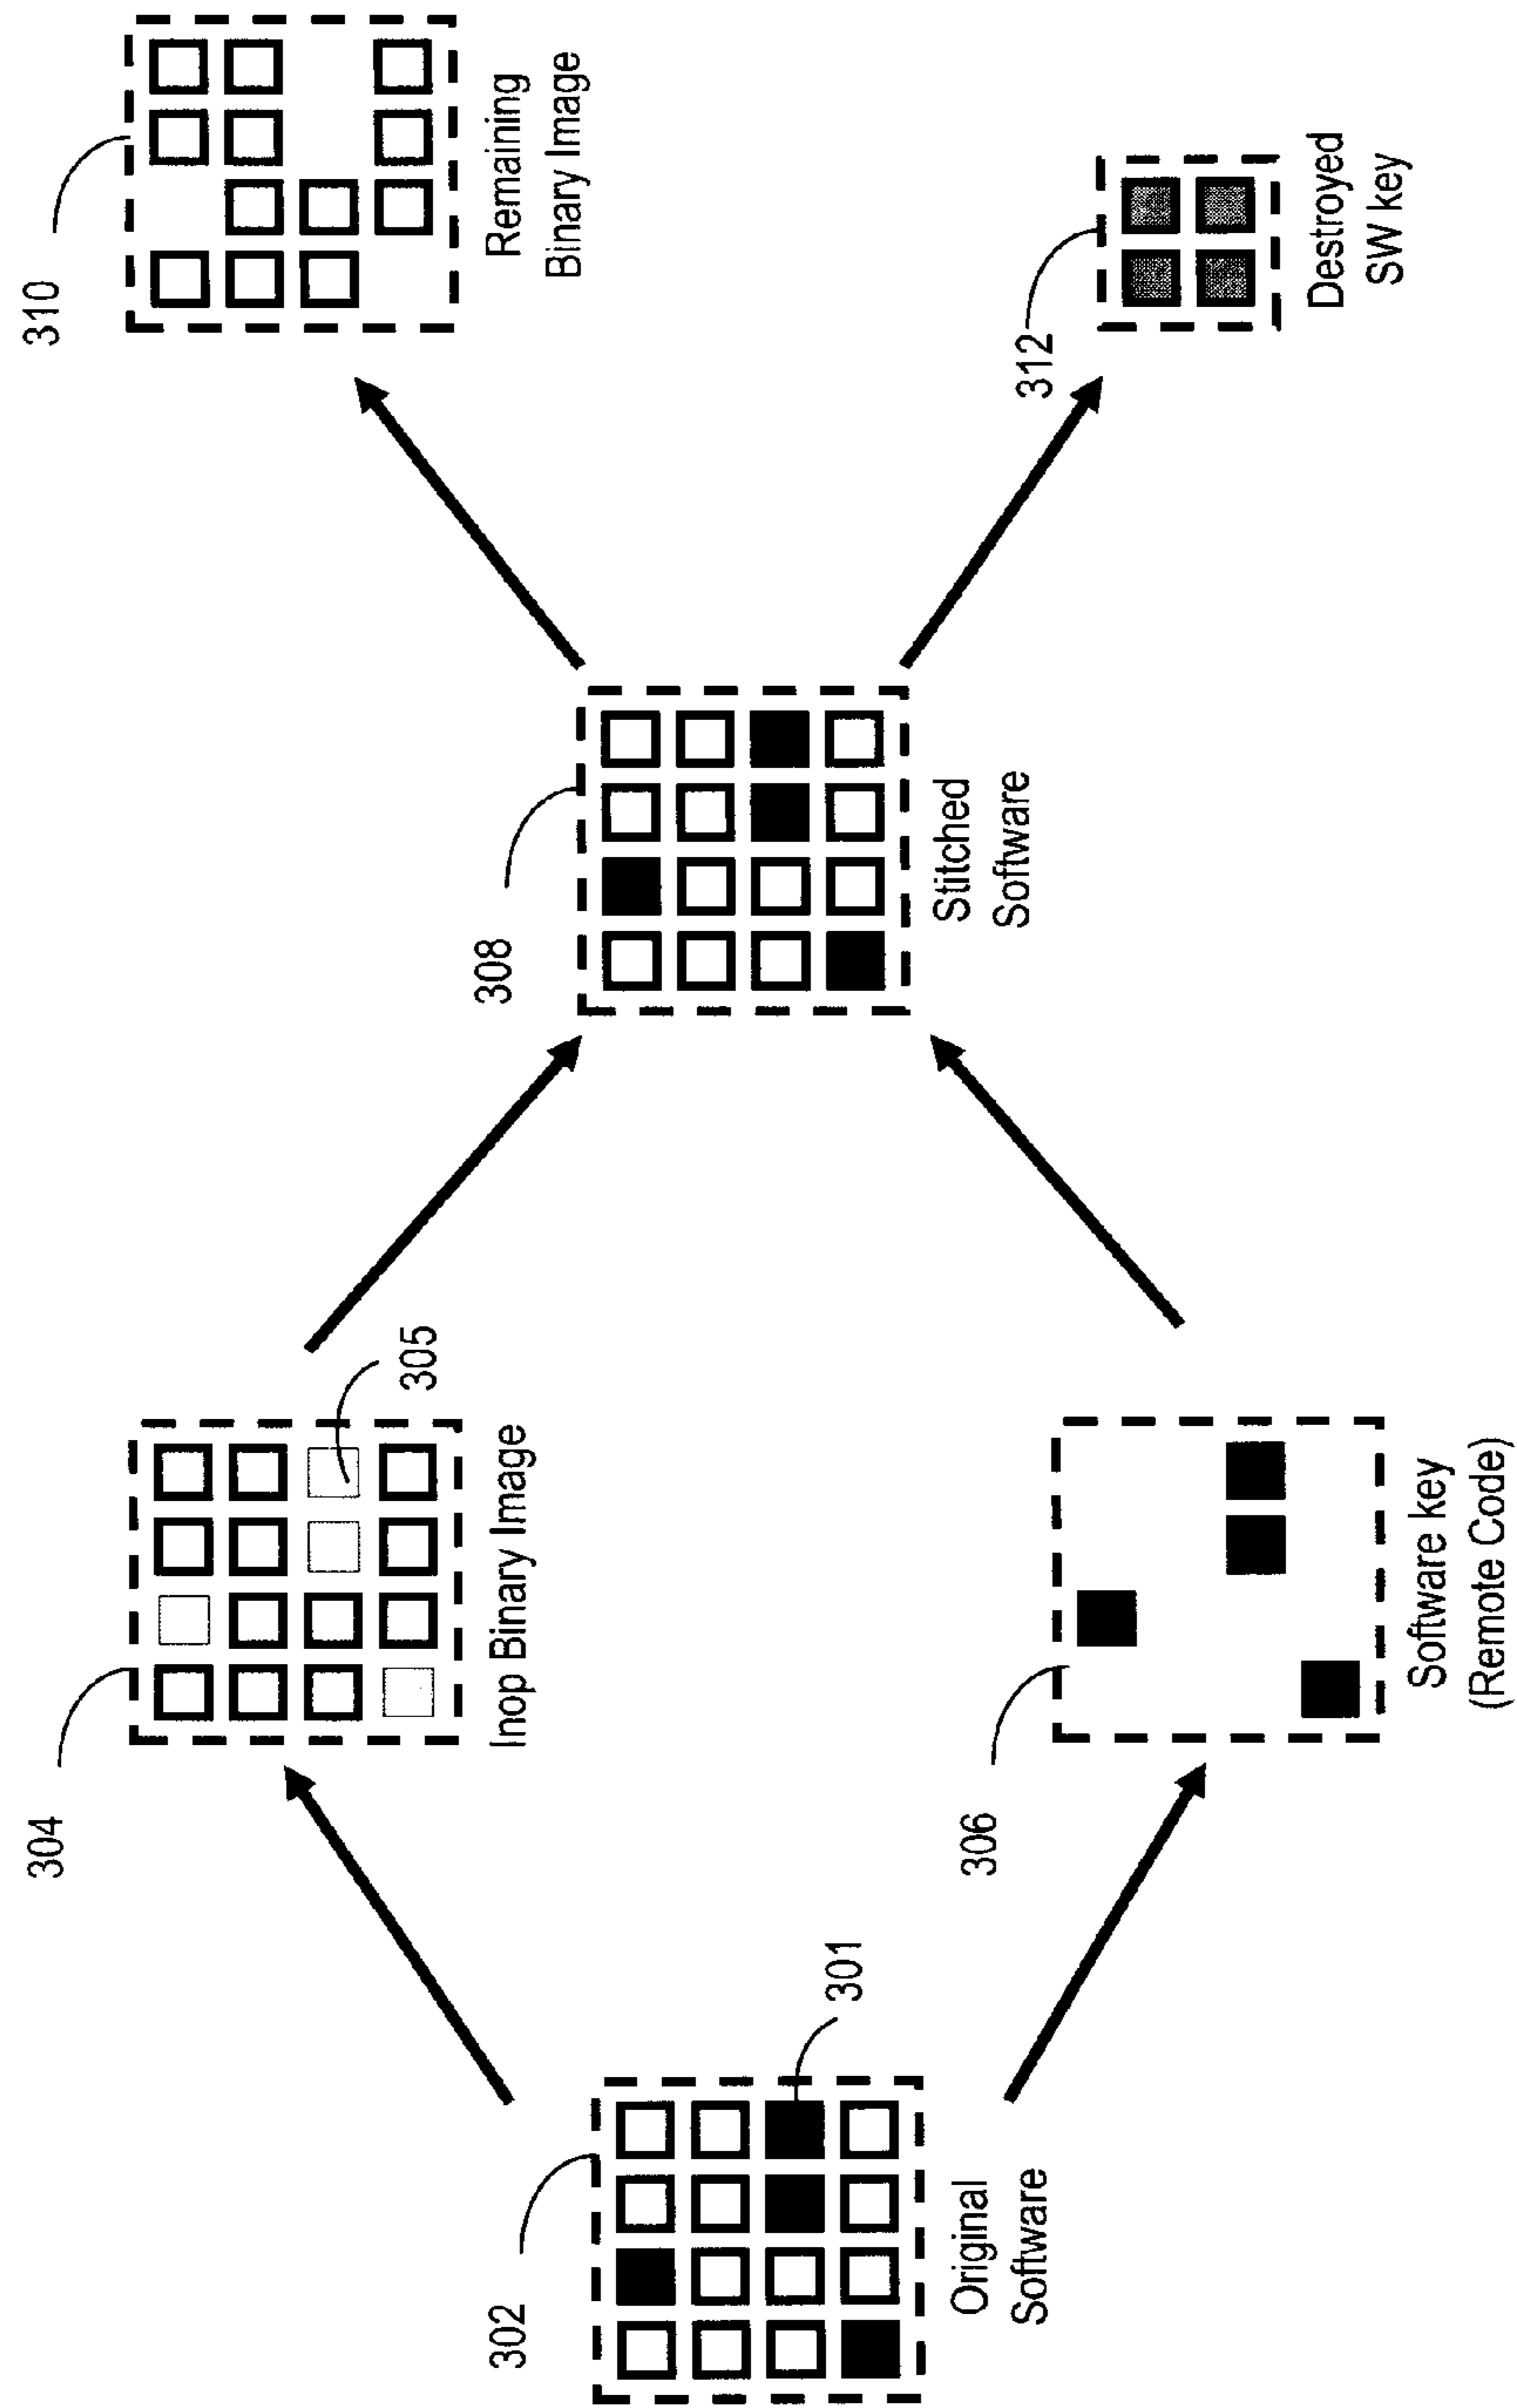 302
301
Original
Software
304
305
Inop Binary Image
306
Software key
(Remote Code)
308
Stitched
Software
310
Remaining
Binary Image
312
Destroyed
SW key